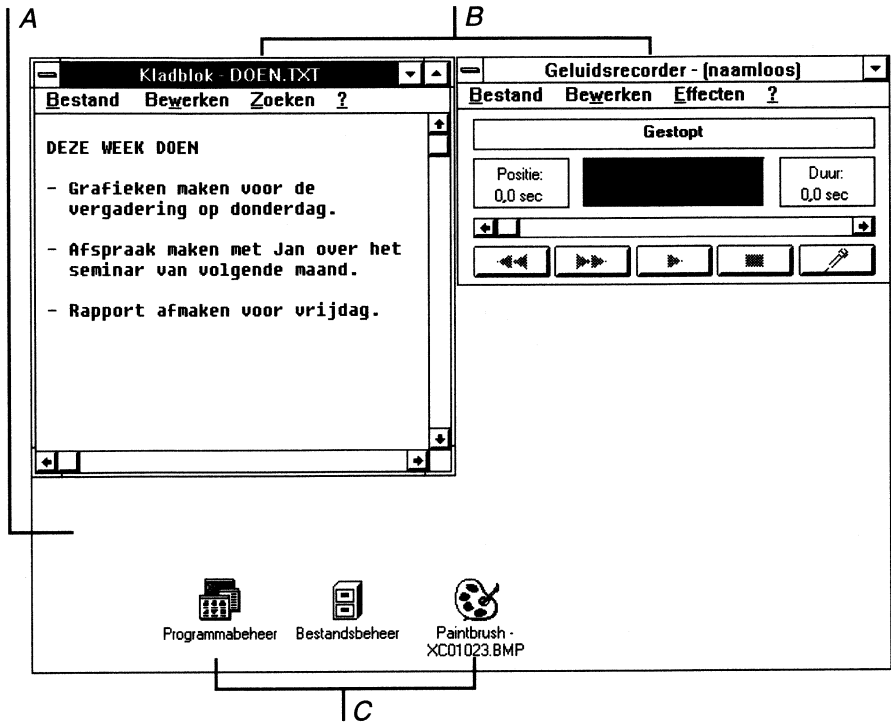 A
B
Kladblok - DOEN.TXT
Bestand Bewerken Zoeken ?
DEZE WEEK DOEN
- Grafieken maken voor de
vergadering op donderdag.
- Afspraak maken met Jan over het
seminar van volgende maand.
- Rapport afmaken voor vrijdag.
Geluidsrecorder - (naamloos)
Bestand Bewerken Effecten ?
Gestopt
Positie:
0,0 sec
Duur:
0,0 sec
Programmabeheer
Bestandsbeheer
Paintbrush -
XC01023.BMP
C